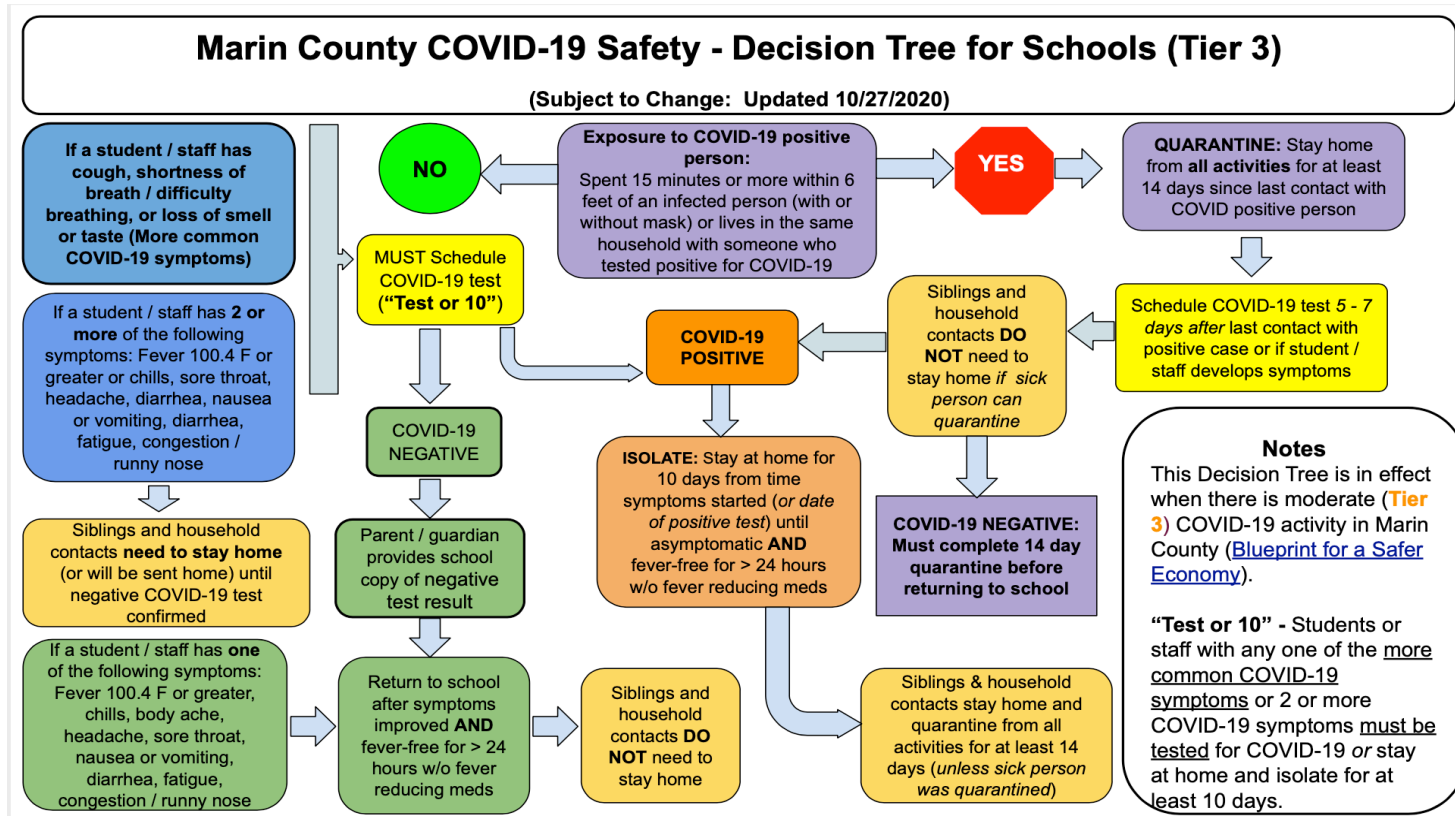 Marin County COVID-19 Safety - Decision Tree for Schools (Tier 3)
(Subject to Change:  Updated 10/27/2020)
If a student / staff has
cough, shortness of
breath / difficulty
breathing, or loss of smell
or taste (More common
COVID-19 symptoms)
NO
Exposure to COVID-19 positive
person:
Spent 15 minutes or more within 6
feet of an infected person (with or
without mask) or lives in the same
household with someone who
tested positive for COVID-19
YES
QUARANTINE: Stay home
from all activities for at least
14 days since last contact with
COVID positive person
MUST Schedule
COVID-19 test
(“Test or 10”)
If a student / staff has 2 or
more of the following
symptoms: Fever 100.4 F or
greater or chills, sore throat,
headache, diarrhea, nausea
or vomiting, diarrhea,
fatigue, congestion /
runny nose
COVID-19
POSITIVE
Siblings and
household
contacts DO
NOT need to
stay home if sick
person can
quarantine
Schedule COVID-19 test 5 - 7
days after last contact with
positive case or if student /
staff develops symptoms
COVID-19
NEGATIVE
ISOLATE: Stay at home for
10 days from time
symptoms started (or date
of positive test) until
asymptomatic AND
fever-free for > 24 hours
w/o fever reducing meds
COVID-19 NEGATIVE:
Must complete 14 day
quarantine before
returning to school
Siblings and household
contacts need to stay home
(or will be sent home) until
negative COVID-19 test
confirmed
Parent / guardian
provides school
copy of negative
test result
If a student / staff has one
of the following symptoms:
Fever 100.4 F or greater,
chills, body ache,
headache, sore throat,
nausea or vomiting,
diarrhea, fatigue,
congestion / runny nose
Return to school
after symptoms
improved AND
fever-free for > 24
hours w/o fever
reducing meds
Siblings and
household
contacts DO
NOT need to
stay home
Siblings & household
contacts stay home and
quarantine from all
activities for at least 14
days (unless sick person
was quarantined)
Notes
This Decision Tree is in effect
when there is moderate (Tier
3) COVID-19 activity in Marin
County (Blueprint for a Safer
Economy).
“Test or 10” - Students or
staff with any one of the more
common COVID-19
symptoms or 2 or more
COVID-19 symptoms must be
tested for COVID-19 or stay
at home and isolate for at
least 10 days.